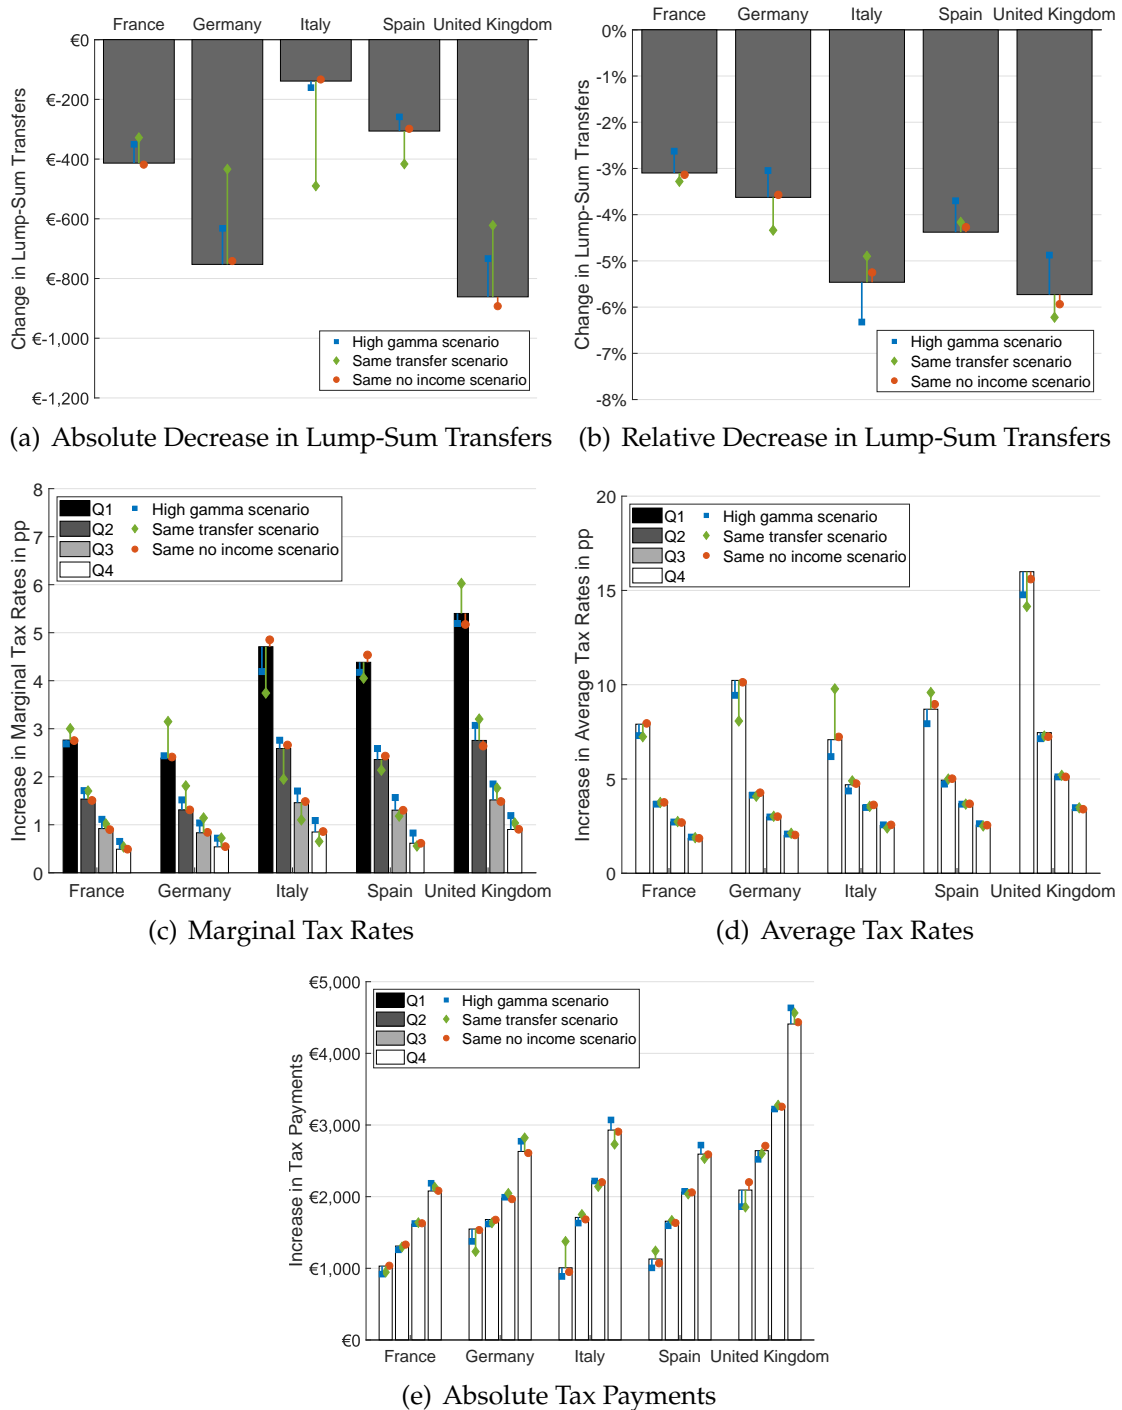 France Germany Italy Spain United Kingdom
€0
€-200
€-400
€-600
€-800
€-1,000
€-1,200
Change in Lump-Sum Transfers
High gamma scenario
Same transfer scenario
Same no income scenario
(a) Absolute Decrease in Lump-Sum Transfers
France Germany Italy Spain United Kingdom
0%
-1%
-2%
-3%
-4%
-5%
-6%
-7%
-8%
Change in Lump-Sum Transfers
High gamma scenario
Same transfer scenario
Same no income scenario
(b) Relative Decrease in Lump-Sum Transfers
8
7
6
5
4
3
2
1
0
Increase in Marginal Tax Rates in pp
Q1 High gamma scenario
Q2 Same transfer scenario
Q3 Same no income scenario
Q4
France Germany Italy Spain United Kingdom
(c) Marginal Tax Rates
20
15
10
5
0
Increase in Average Tax Rates in pp
Q1 High gamma scenario
Q2 Same transfer scenario
Q3 Same no income scenario
Q4
France Germany Italy Spain United Kingdom
(d) Average Tax Rates
€5,000
€4,000
€3,000
€2,000
€1,000
€0
Increase in Tax Payments
Q1 High gamma scenario
Q2 Same transfer scenario
Q3 Same no income scenario
Q4
France Germany Italy Spain United Kingdom
(e) Absolute Tax Payments